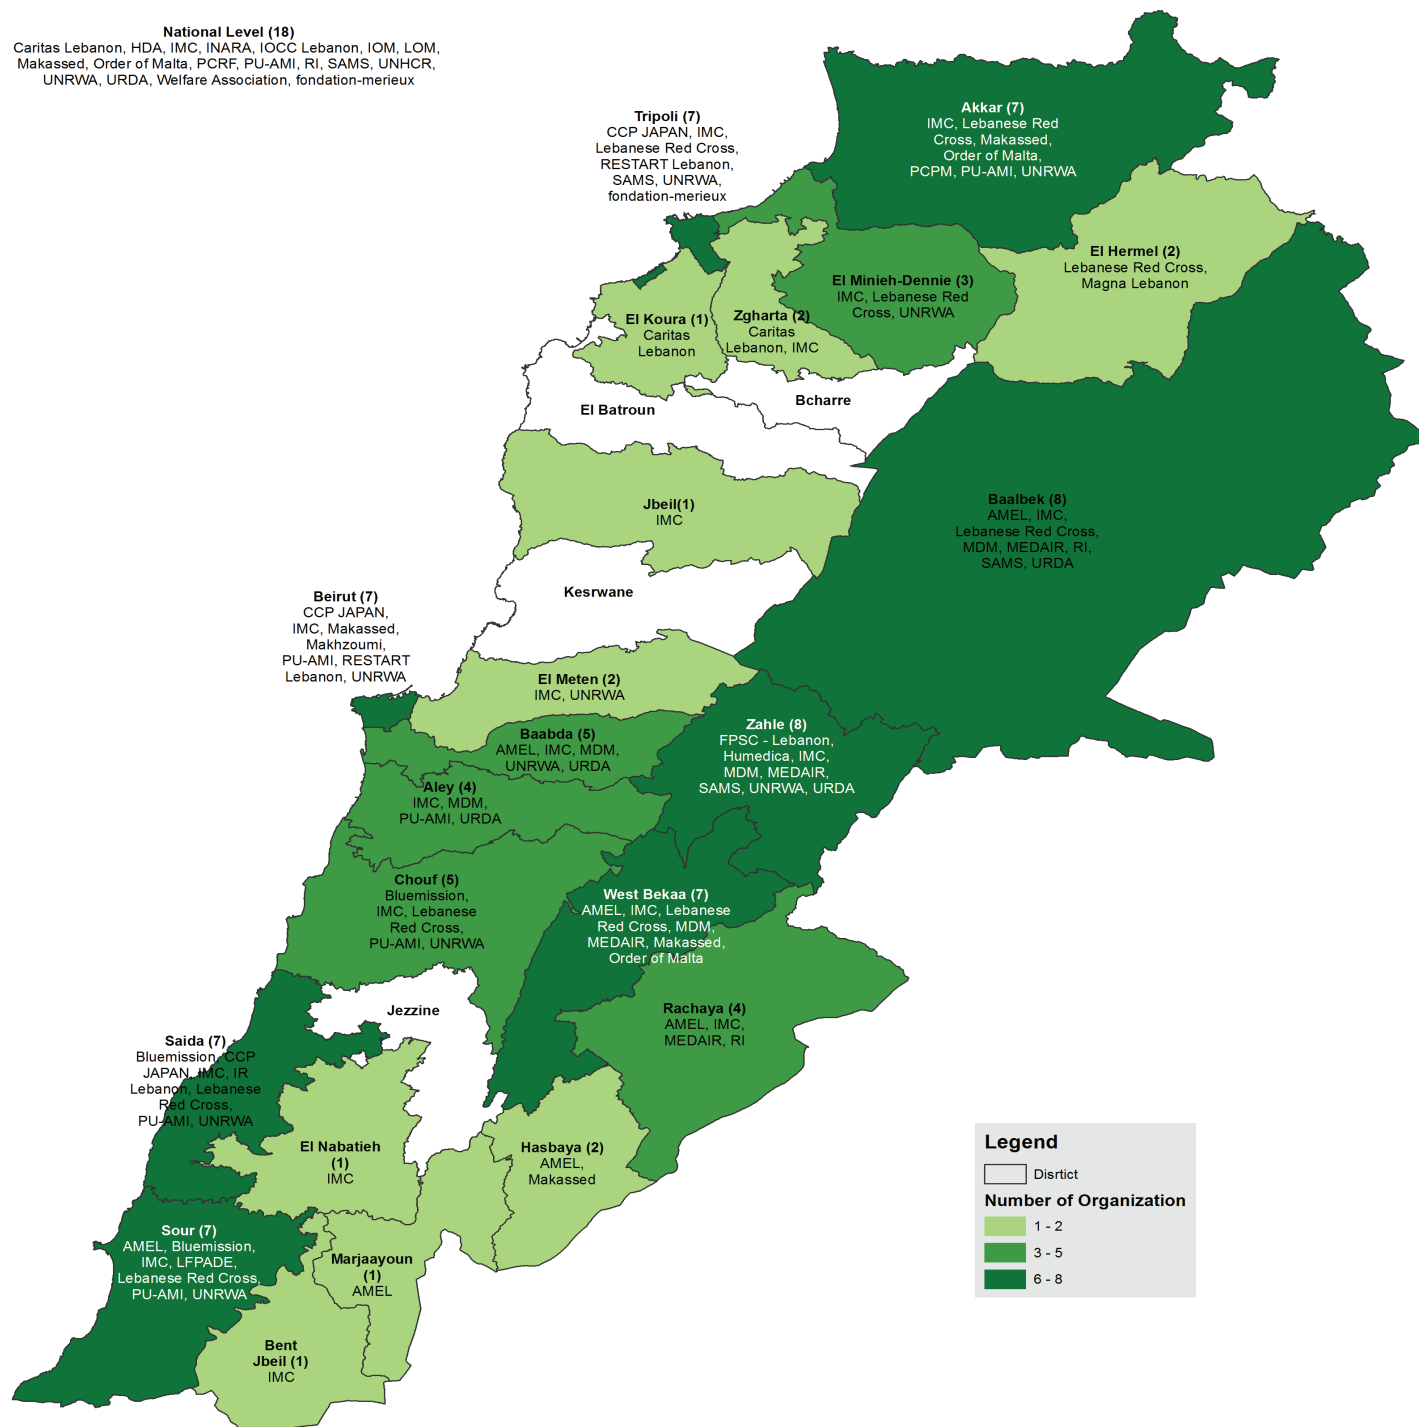 National Level (18)
Caritas Lebanon, HDA, IMC, INARA, IOCC Lebanon, IOM, LOM,
Makassed, Order of Malta, PCRF, PU-AMI, RI, SAMS, UNHCR,
UNRWA, URDA, Welfare Association, fondation-merieux
Tripoli (7)
CCP JAPAN, IMC,
Lebanese Red Cross,
RESTART Lebanon,
SAMS, UNRWA,
fondation-merieux
Akkar (7)
IMC, Lebanese Red
Cross, Makassed,
Order of Malta,
PCPM, PU-AMI, UNRWA
El Hermel (2)
Lebanese Red Cross,
Magna Lebanon
El Minieh-Dennie (3)
IMC, Lebanese Red
Cross, UNRWA
El Koura (1)
Caritas
Lebanon
Zgharta (2)
Caritas
Lebanon, IMC
Bcharre
El Batroun
Jbeil(1)
IMC
Baalbek (8)
AMEL, IMC,
Lebanese Red Cross,
MDM, MEDAIR, RI,
SAMS, URDA
Kesrwane
Beirut (7)
CCP JAPAN,
IMC, Makassed,
Makhzoumi,
PU-AMI, RESTART
Lebanon, UNRWA
El Meten (2)
IMC, UNRWA
Baabda (5)
AMEL, IMC, MDM,
UNRWA, URDA
Zahle (8)
FPSC - Lebanon,
Humedica, IMC,
MDM, MEDAIR,
SAMS, UNRWA, URDA
Aley (4)
IMC, MDM,
PU-AMI, URDA
Chouf (5)
Bluemission,
IMC, Lebanese
Red Cross,
PU-AMI, UNRWA
West Bekaa (7)
AMEL, IMC, Lebanese
Red Cross, MDM,
MEDAIR, Makassed,
Order of Malta
Jezzine
Rachaya (4)
AMEL, IMC,
MEDAIR, RI
Saida (7)
Bluemission, CCP
JAPAN, IMC, IR
Lebanon, Lebanese
Red Cross,
PU-AMI, UNRWA
El Nabatieh
(1)
IMC
Hasbaya (2)
AMEL,
Makassed
Sour (7)
AMEL, Bluemission,
IMC, LFPADE,
Lebanese Red Cross,
PU-AMI, UNRWA
Marjaayoun
(1)
AMEL
Bent
Jbeil (1)
IMC
Legend
Disrtict
Number of Organization
1 - 2
3 - 5
6 - 8